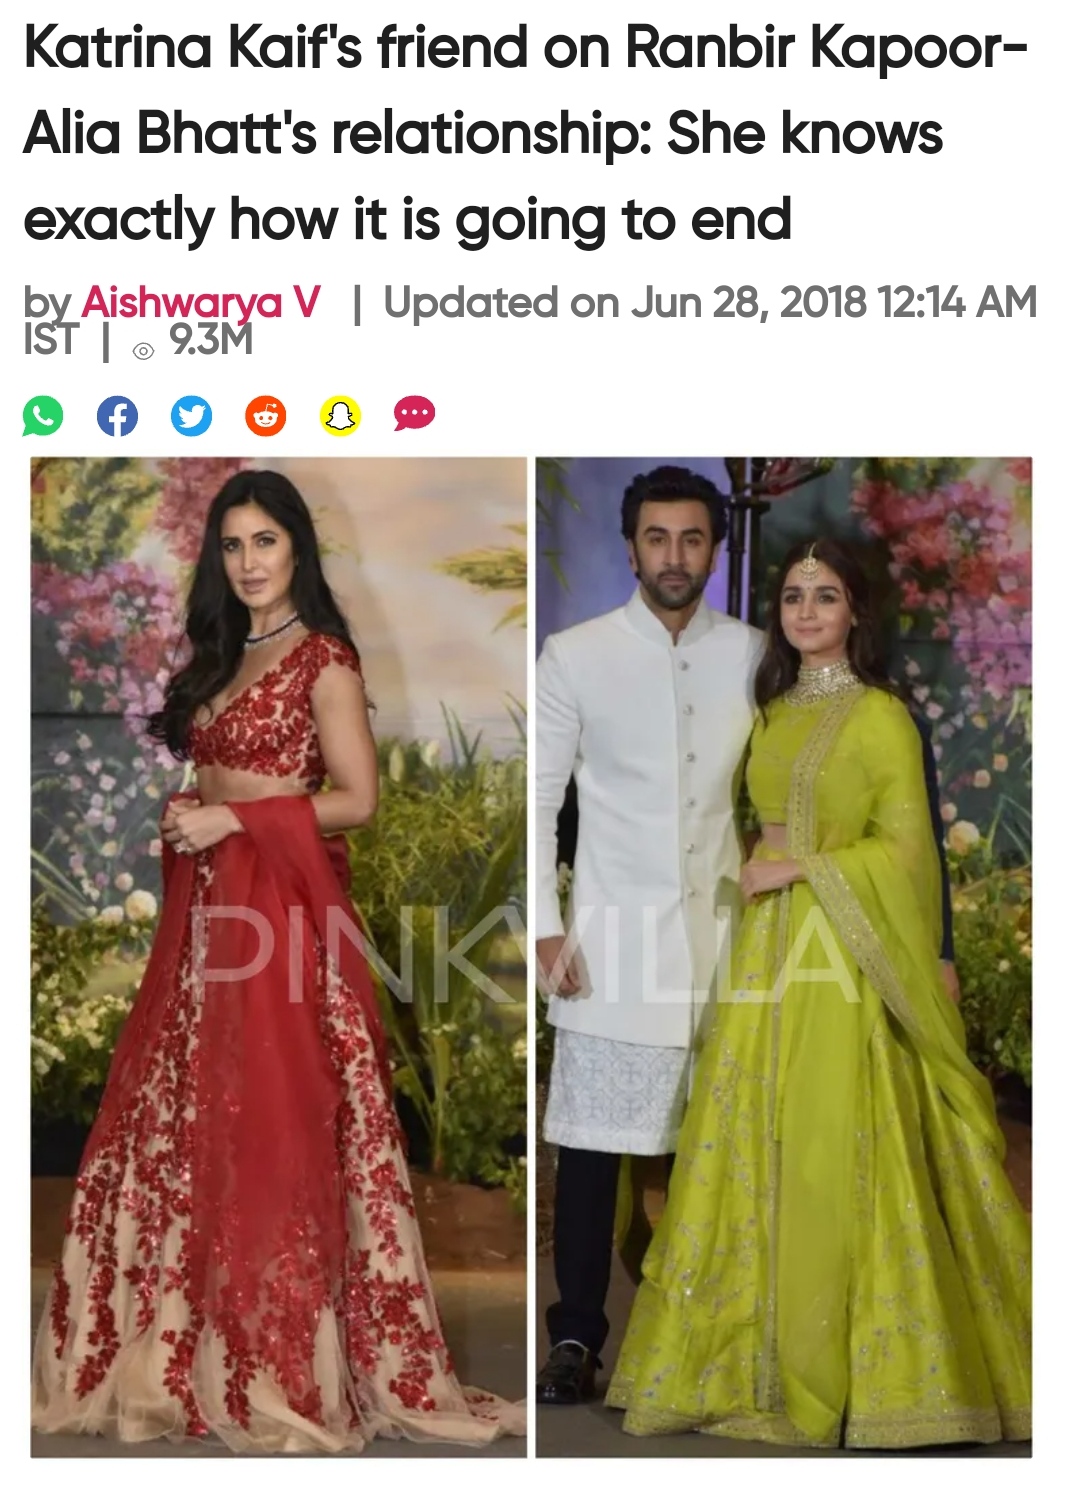 Katrina Kaif's friend on Ranbir Kapoor-
Alia Bhatt's relationship: She knows
exactly how it is going to end
by Aishwarya V | Updated on Jun 28, 2018 12:14 AM
IST | 9.3M
PINKVILLA